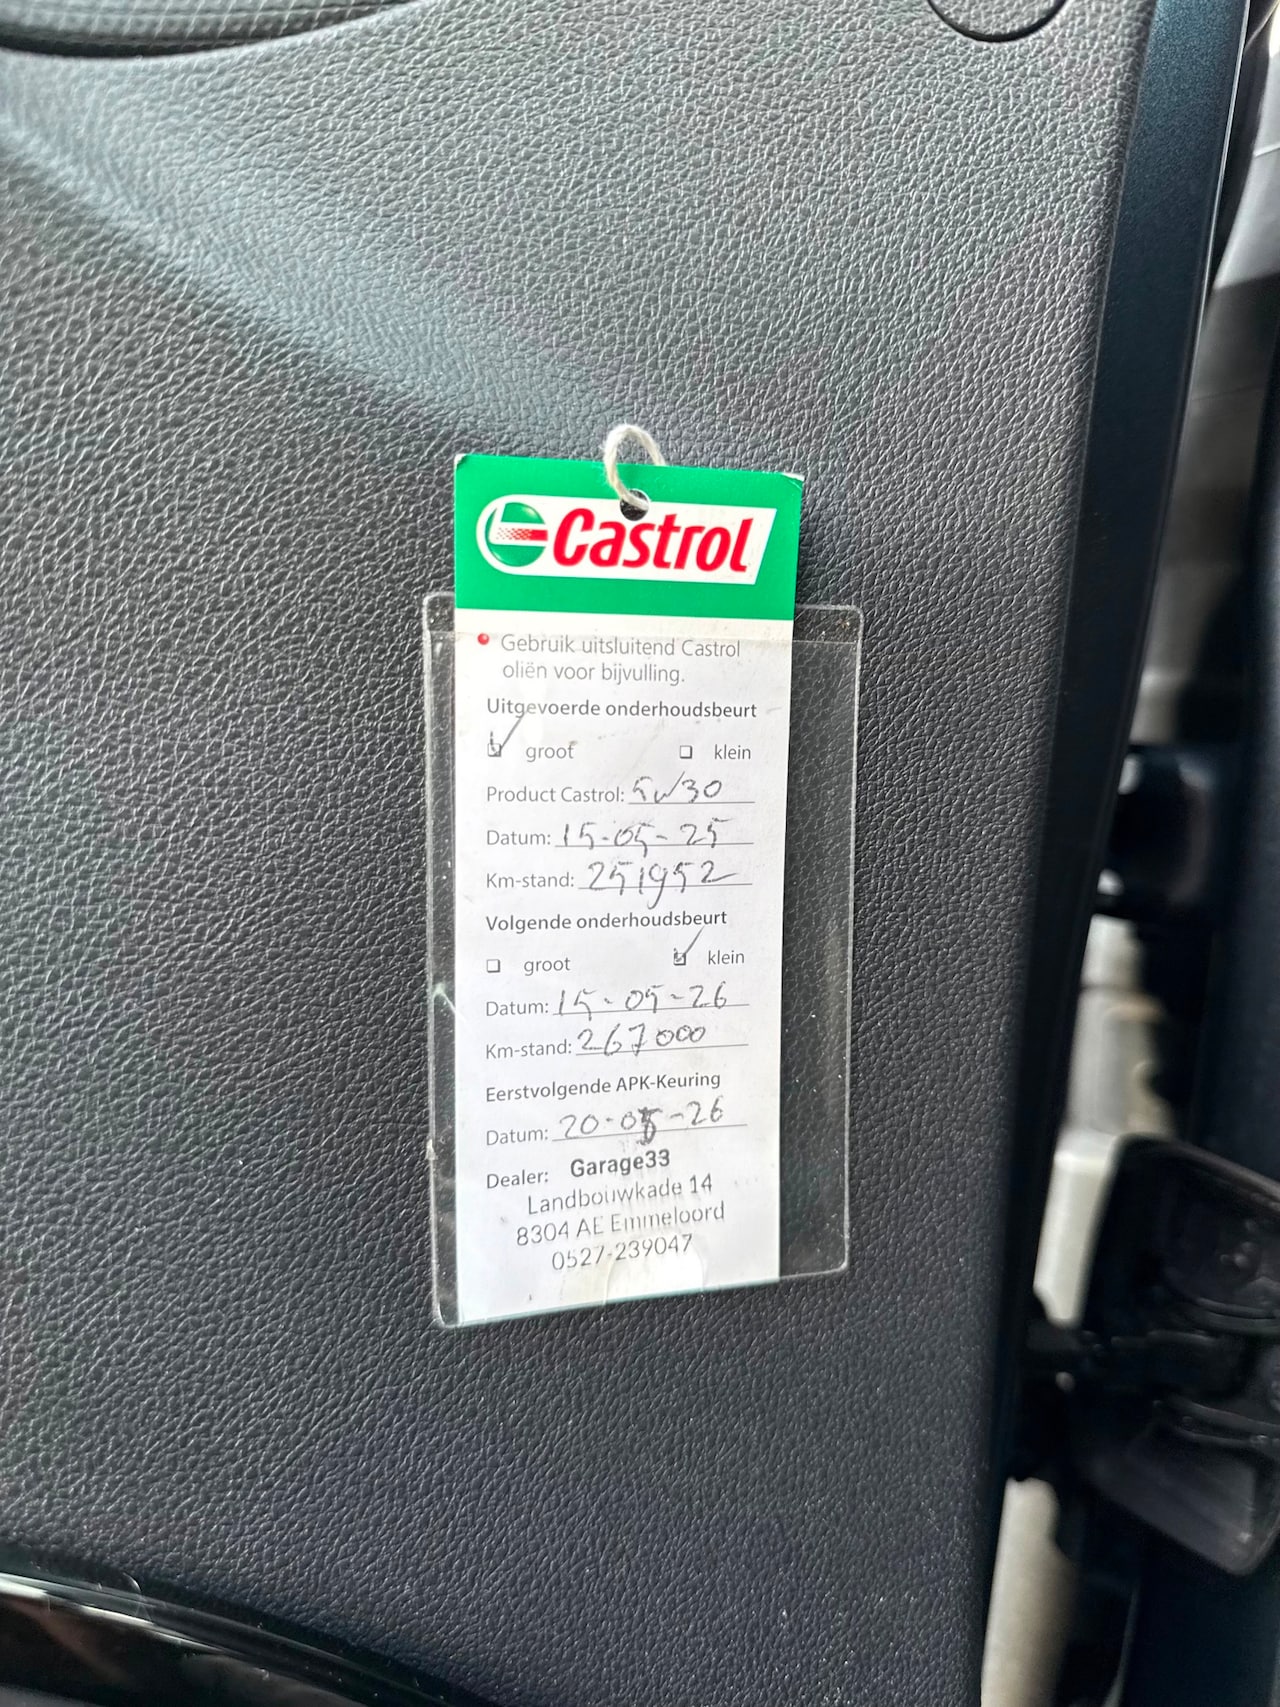 Castrol
Gebruik uitsluitend Castrol
oliën voor bijvulling.
Uitgevoerde onderhoudsbeurt
groot klein
Product Castrol: 5w30
Datum: 15-05-25
Km-stand: 251952
Volgende onderhoudsbeurt
groot klein
Datum: 15-05-26
Km-stand: 267000
Eerstvolgende APK-Keuring
Datum: 20-05-26
Dealer: Garage33
Landbouwkade 14
8304 AE Emmeloord
0527-239047